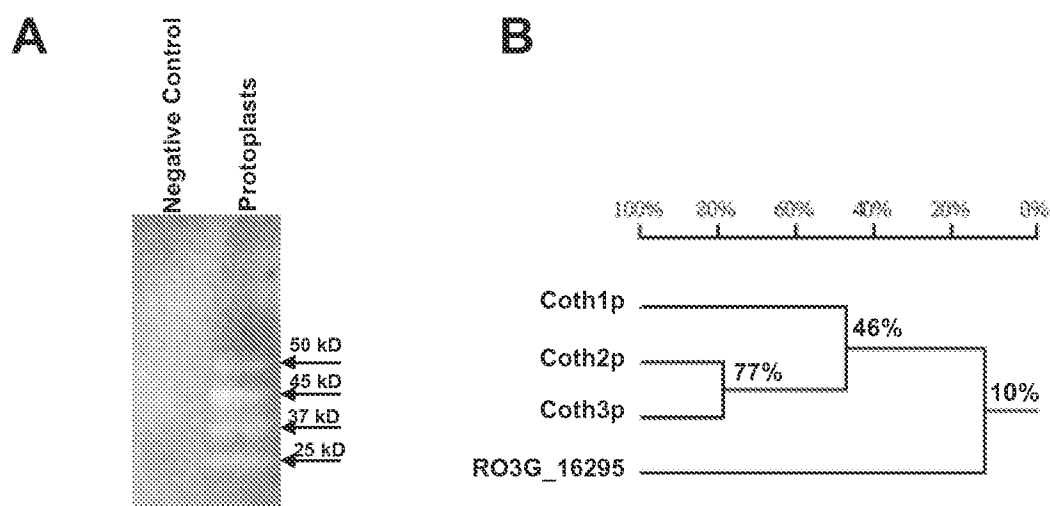 A
Negative Control
Protoplasts
50 kD
45 kD
37 kD
25 kD
B
100% 80% 60% 40% 20% 0%
Coth1p
46%
Coth2p
77%
Coth3p
10%
RO3G_16295